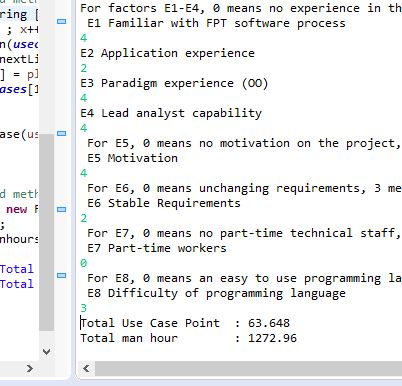 For factors E1-E4, 0 means no experience in th
E1 Familiar with FPT software process
4
E2 Application experience
2
E3 Paradigm experience (OO)
4
E4 Lead analyst capability
4
For E5, 0 means no motivation on the project,
E5 Motivation
4
For E6, 0 means unchanging requirements, 3 me
E6 Stable Requirements
2
For E7, 0 means no part-time technical staff,
E7 Part-time workers
0
For E8, 0 means an easy to use programming la
E8 Difficulty of programming language
3
Total Use Case Point : 63.648
Total man hour : 1272.96
ring [
; x++
n(usec
nextLi
] = pl
ases[1
ase(us
d meth
new F
;
nhours
Total
Total